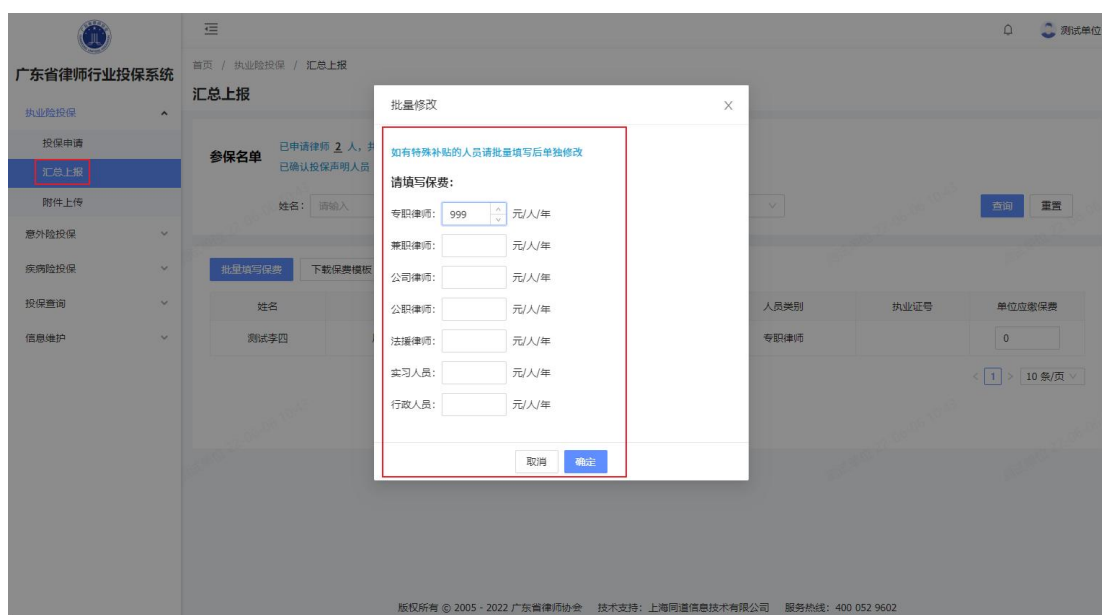 测试单位
广东省律师行业投保系统
首页 / 执业险投保 / 汇总上报
汇总上报
执业险投保
投保申请
汇总上报
附件上传
意外险投保
疾病险投保
投保查询
信息维护
参保名单
已申请律师 2 人，共
已确认投保声明人员
姓名： 请输入
查询 重置
批量填写保费 下载保费模板
姓名 人员类别 执业证号 单位应缴保费
测试李四 专职律师 0
< 1 > 10 条/页
批量修改
如有特殊补贴的人员请批量填写后单独修改
请填写保费：
专职律师： 999 元/人/年
兼职律师： 元/人/年
公司律师： 元/人/年
公职律师： 元/人/年
法援律师： 元/人/年
实习人员： 元/人/年
行政人员： 元/人/年
取消 确定
版权所有 © 2005 - 2022 广东省律师协会 技术支持：上海同道信息技术有限公司 服务热线：400 052 9602